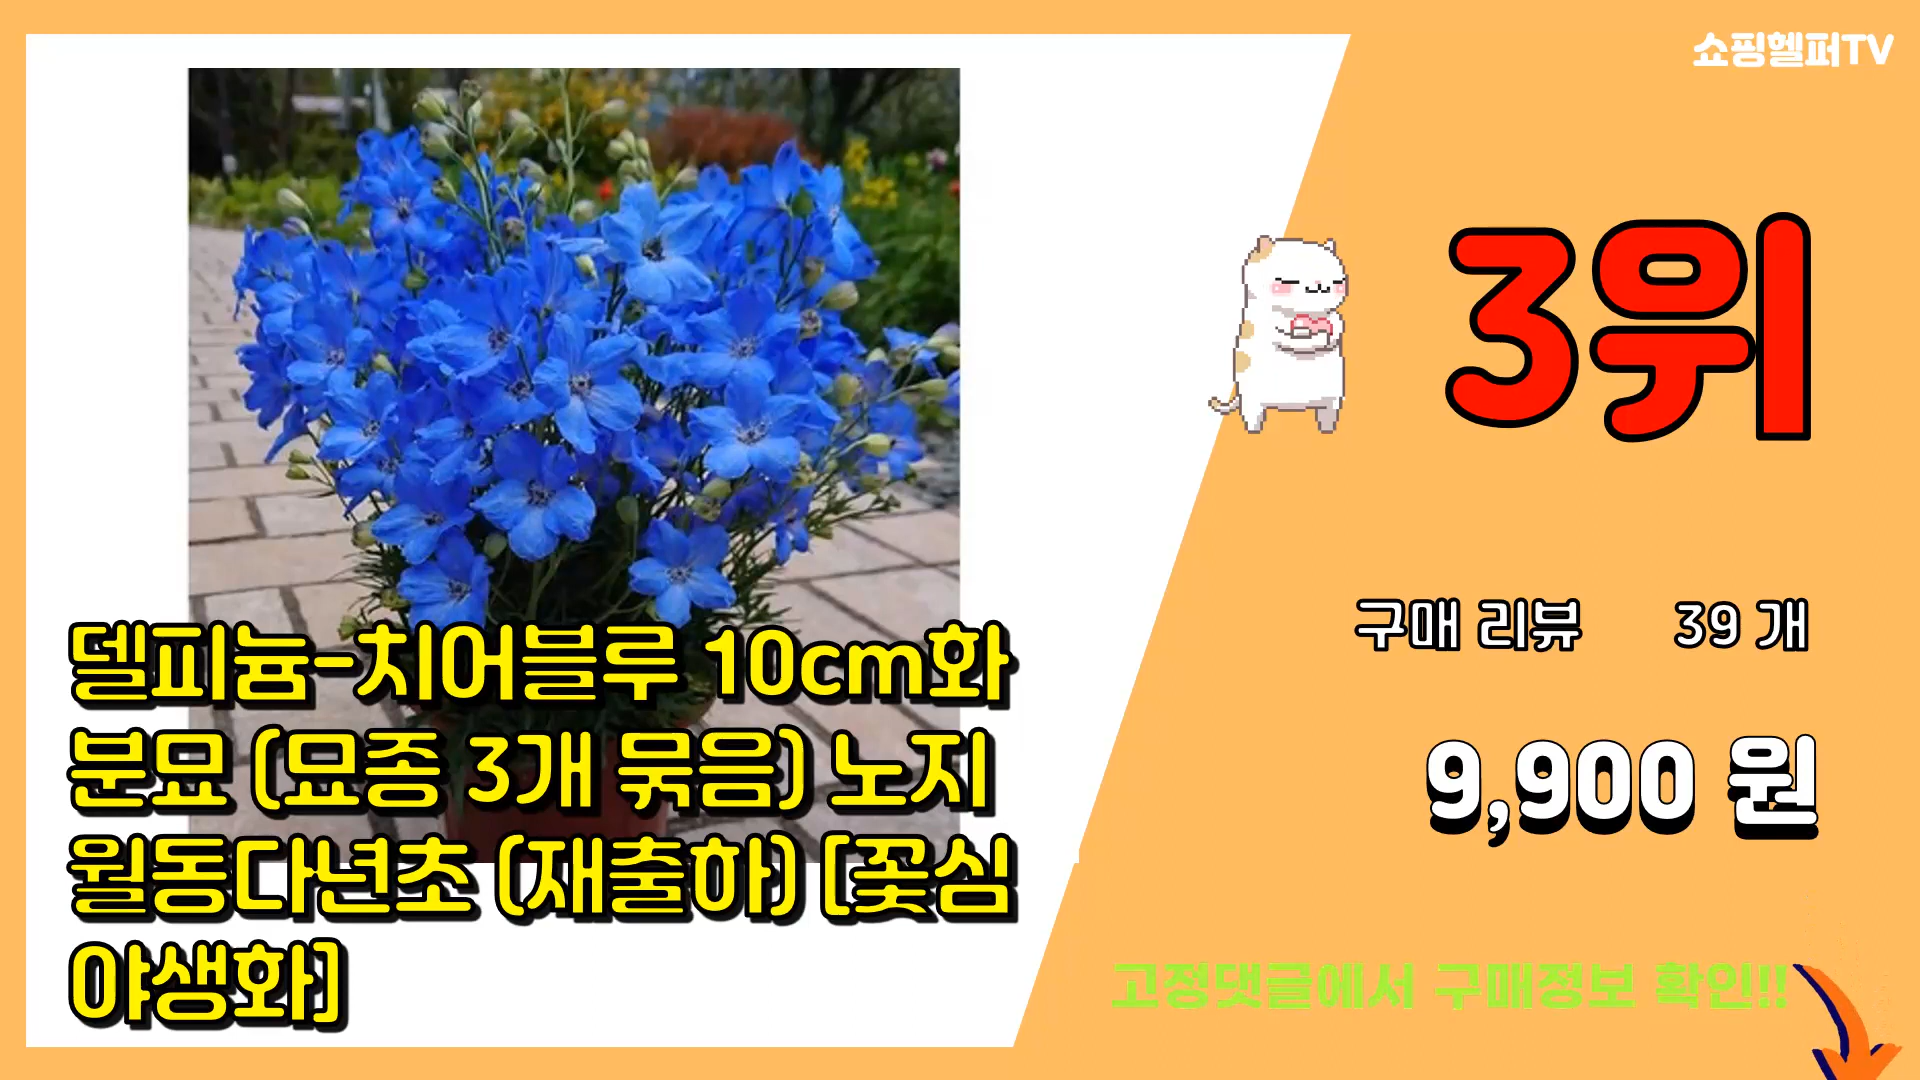 쇼핑헬퍼TV
3위
구매 리뷰 39 개
9,900 원
델피늄-치어블루 10cm화
분묘 (묘종 3개 묶음) 노지
월동다년초 (재출하) [꽃심
야생화]
고정댓글에서 구매정보 확인!!